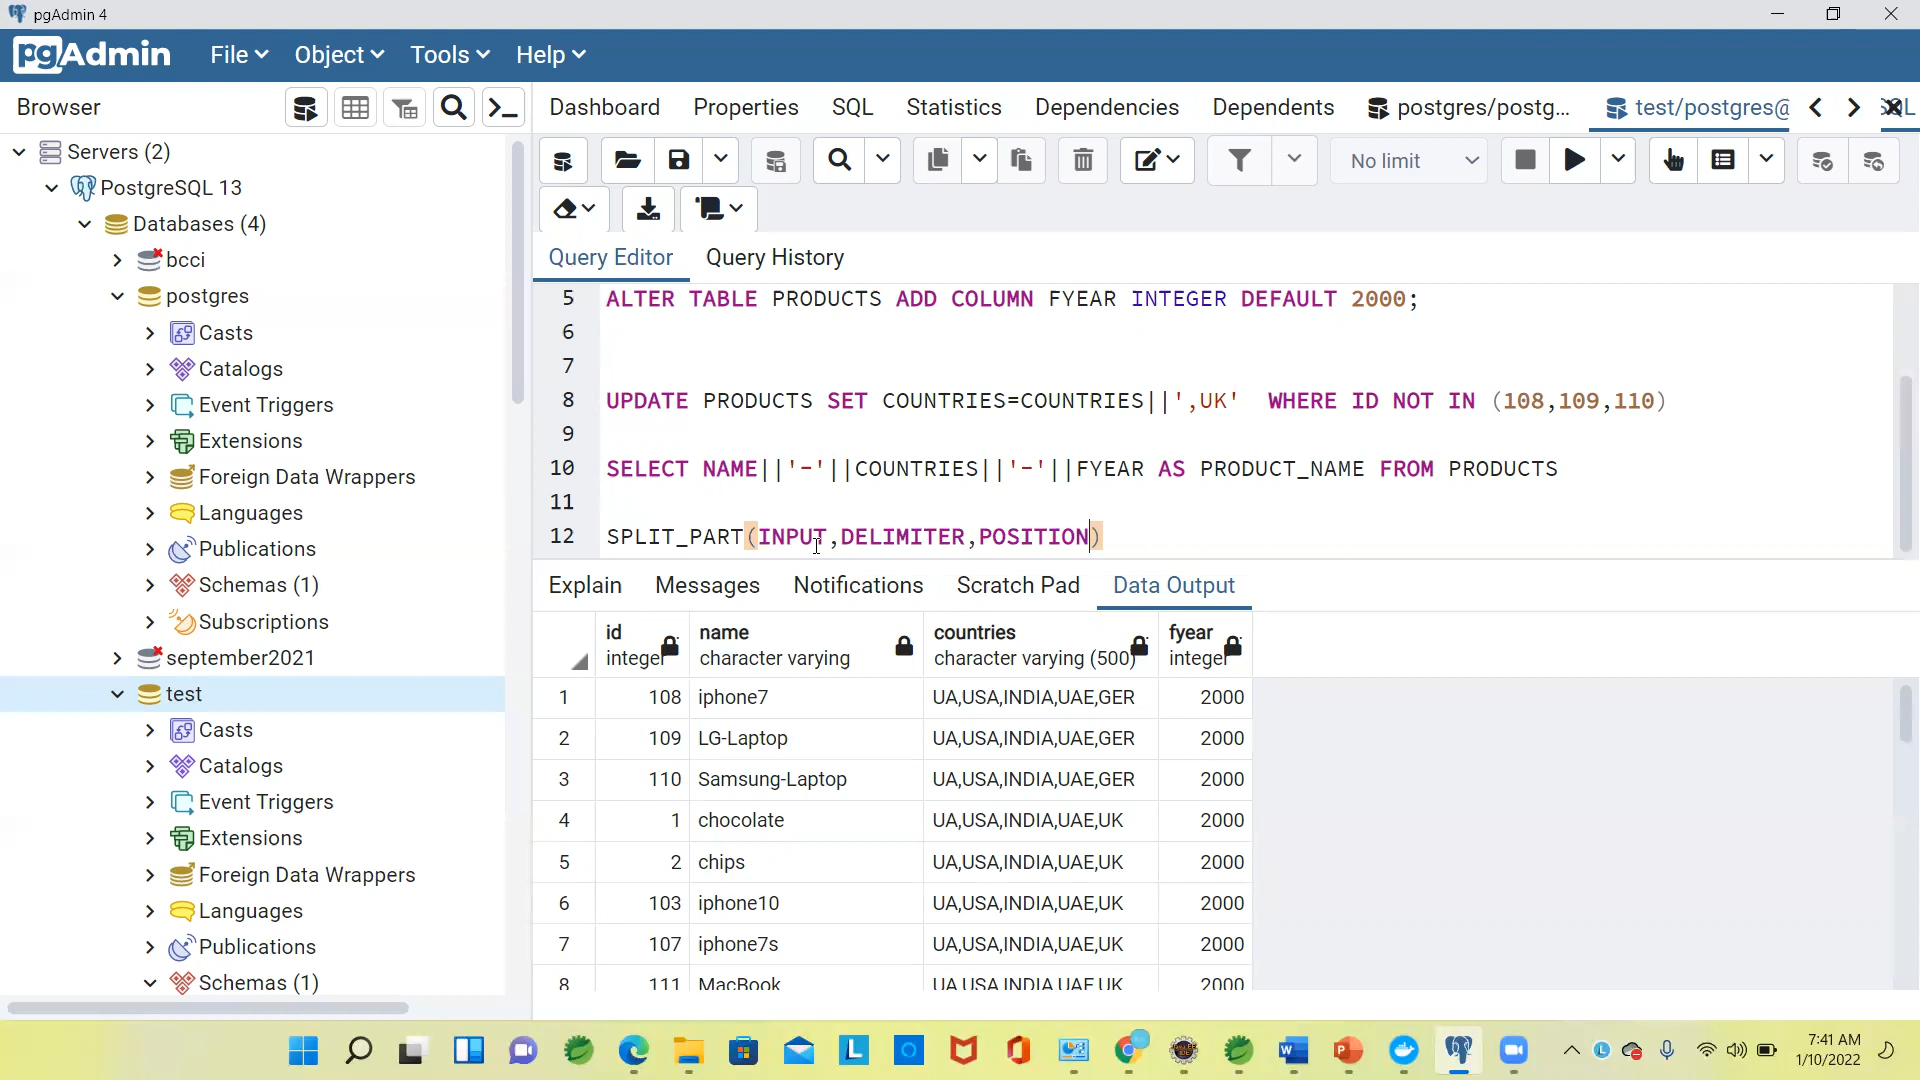 pgAdmin 4
pgAdmin File Object Tools Help
Browser
Dashboard Properties SQL Statistics Dependencies Dependents postgres/postg... test/postgres@
Servers (2)
PostgreSQL 13
Databases (4)
bcci
postgres
Casts
Catalogs
Event Triggers
Extensions
Foreign Data Wrappers
Languages
Publications
Schemas (1)
Subscriptions
september2021
test
Casts
Catalogs
Event Triggers
Extensions
Foreign Data Wrappers
Languages
Publications
Schemas (1)
No limit
Query Editor Query History
5 ALTER TABLE PRODUCTS ADD COLUMN FYEAR INTEGER DEFAULT 2000;
6
7
8 UPDATE PRODUCTS SET COUNTRIES=COUNTRIES||',UK' WHERE ID NOT IN (108,109,110)
9
10 SELECT NAME||'-'||COUNTRIES||'-'||FYEAR AS PRODUCT_NAME FROM PRODUCTS
11
12 SPLIT_PART(INPUT,DELIMITER,POSITION)
Explain Messages Notifications Scratch Pad Data Output
id name countries fyear
integer character varying character varying (500) integer
1 108 iphone7 UA,USA,INDIA,UAE,GER 2000
2 109 LG-Laptop UA,USA,INDIA,UAE,GER 2000
3 110 Samsung-Laptop UA,USA,INDIA,UAE,GER 2000
4 1 chocolate UA,USA,INDIA,UAE,UK 2000
5 2 chips UA,USA,INDIA,UAE,UK 2000
6 103 iphone10 UA,USA,INDIA,UAE,UK 2000
7 107 iphone7s UA,USA,INDIA,UAE,UK 2000
8 111 MacBook UA,USA,INDIA,UAE,UK 2000
7:41 AM
1/10/2022